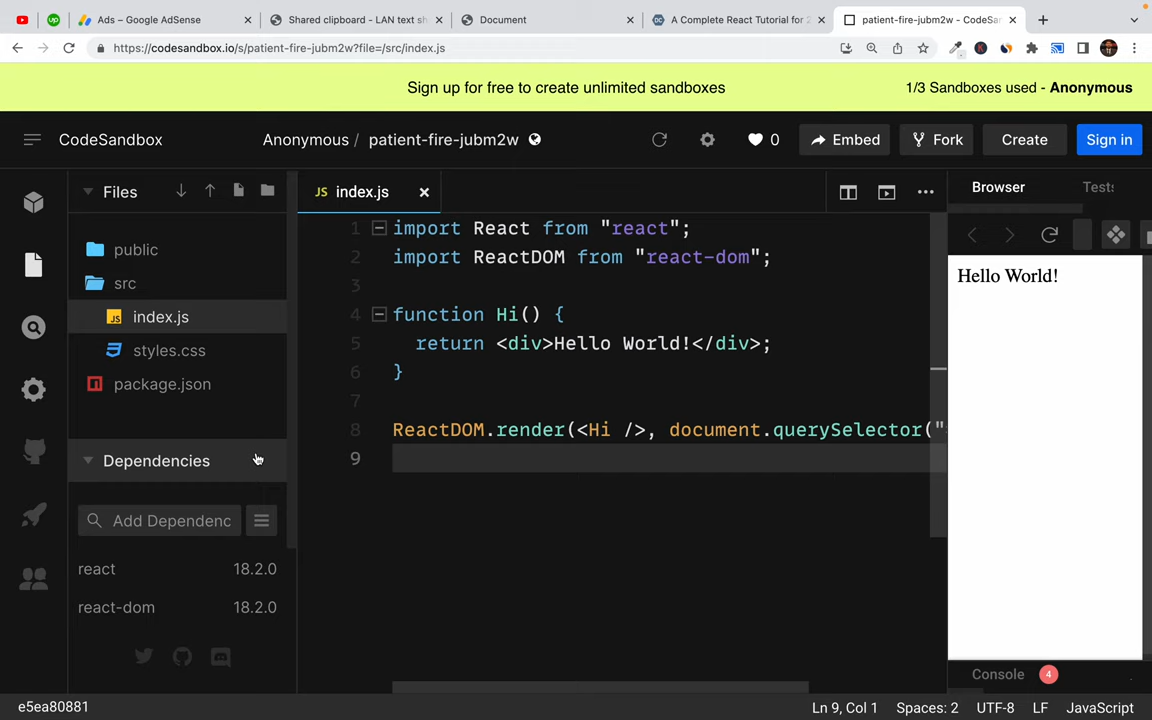 Ads – Google AdSense
Shared clipboard - LAN text sh
Document
A Complete React Tutorial for 2
patient-fire-jubm2w - CodeSan
https://codesandbox.io/s/patient-fire-jubm2w?file=/src/index.js
Sign up for free to create unlimited sandboxes
1/3 Sandboxes used - Anonymous
CodeSandbox
Anonymous / patient-fire-jubm2w
0
Embed
Fork
Create
Sign in
Files
JS index.js
Browser
Tests
public
src
index.js
styles.css
package.json
Dependencies
Add Dependenc
react 18.2.0
react-dom 18.2.0
1 import React from "react";
2 import ReactDOM from "react-dom";
3
4 function Hi() {
5 return <div>Hello World!</div>;
6 }
7
8 ReactDOM.render(<Hi />, document.querySelector("
9
Hello World!
Console 4
e5ea80881
Ln 9, Col 1
Spaces: 2
UTF-8
LF
JavaScript